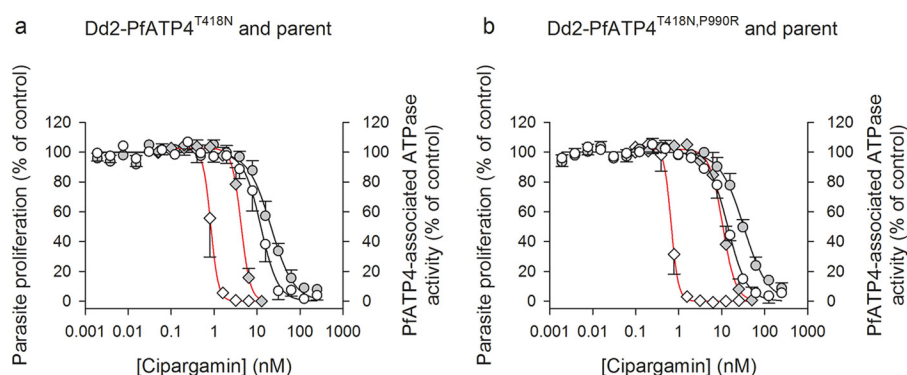 a
Dd2-PfATP4^T418N and parent
Parasite proliferation (% of control)
120
100
80
60
40
20
0
0.001 0.01 0.1 1 10 100 1000
[Cipargamin] (nM)
120
100
80
60
40
20
0
PfATP4-associated ATPase
activity (% of control)
b
Dd2-PfATP4^T418N,P990R and parent
Parasite proliferation (% of control)
120
100
80
60
40
20
0
0.001 0.01 0.1 1 10 100 1000
[Cipargamin] (nM)
120
100
80
60
40
20
0
PfATP4-associated ATPase
activity (% of control)